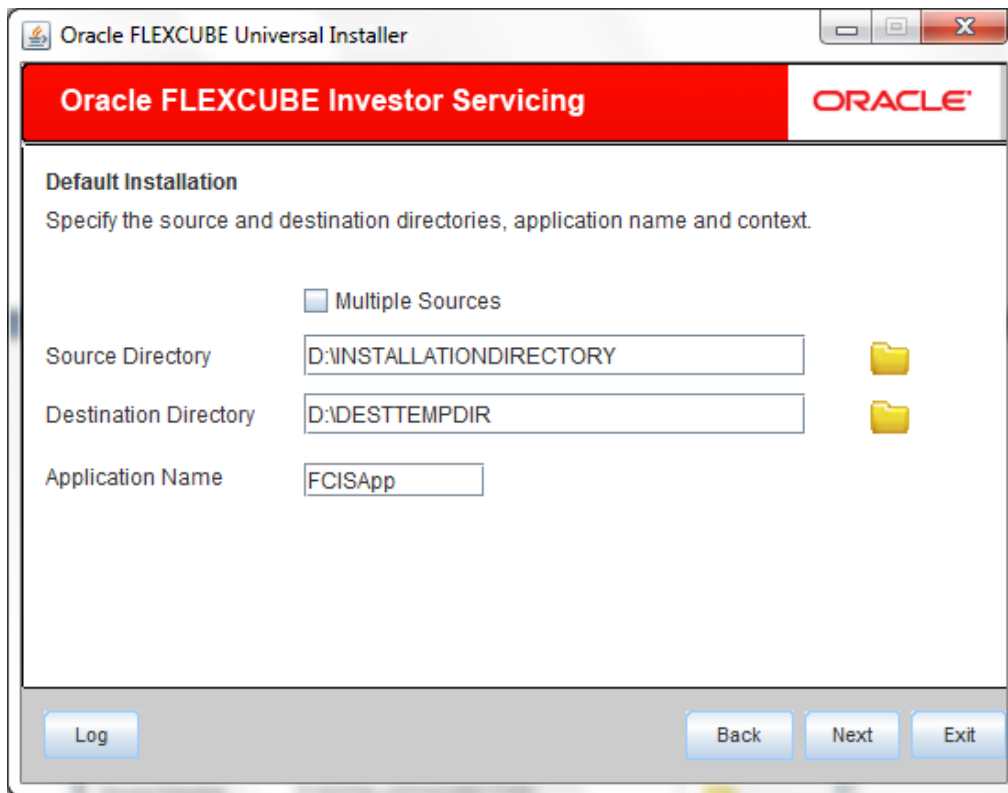 Oracle FLEXCUBE Universal Installer
Oracle FLEXCUBE Investor Servicing
ORACLE
Default Installation
Specify the source and destination directories, application name and context.
Multiple Sources
Source Directory D:\INSTALLATIONDIRECTORY
Destination Directory D:\DESTTEMPDIR
Application Name FCISApp
Log Back Next Exit